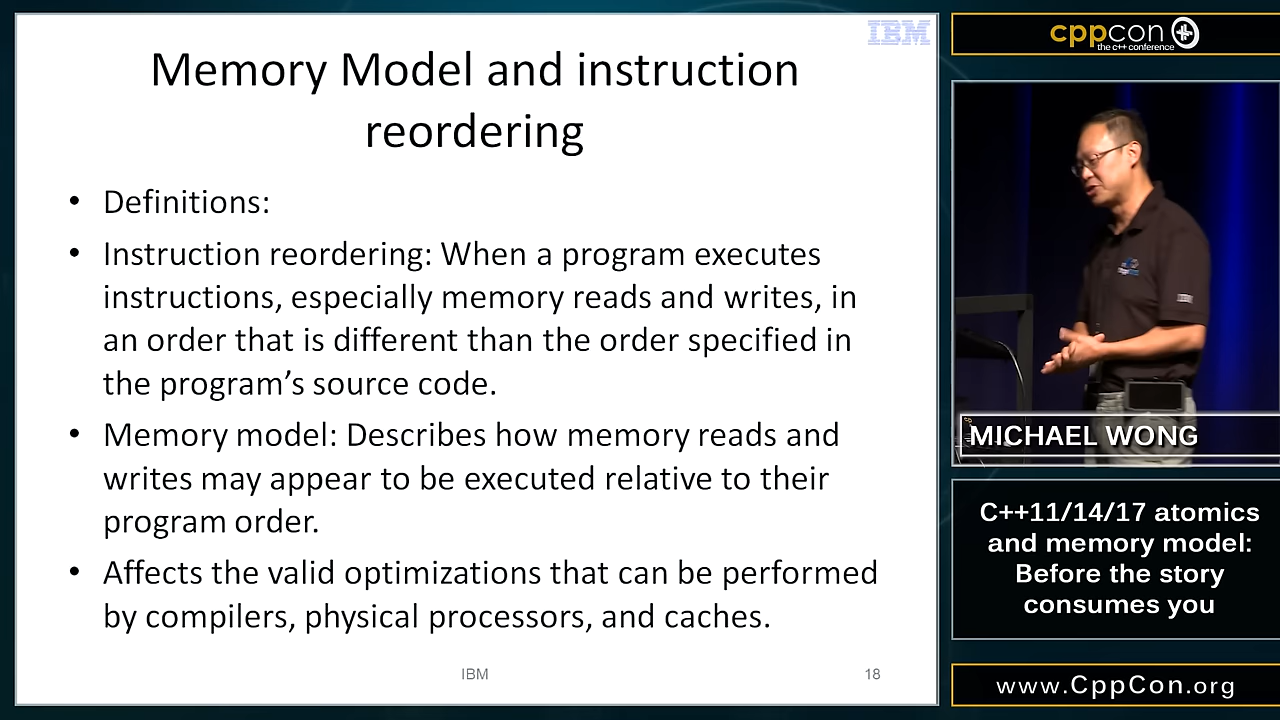 IBM
Memory Model and instruction
reordering
• Definitions:
• Instruction reordering: When a program executes
instructions, especially memory reads and writes, in
an order that is different than the order specified in
the program’s source code.
• Memory model: Describes how memory reads and
writes may appear to be executed relative to their
program order.
• Affects the valid optimizations that can be performed
by compilers, physical processors, and caches.
IBM
18
cppcon
the c++ conference
MICHAEL WONG
C++11/14/17 atomics
and memory model:
Before the story
consumes you
www.CppCon.org